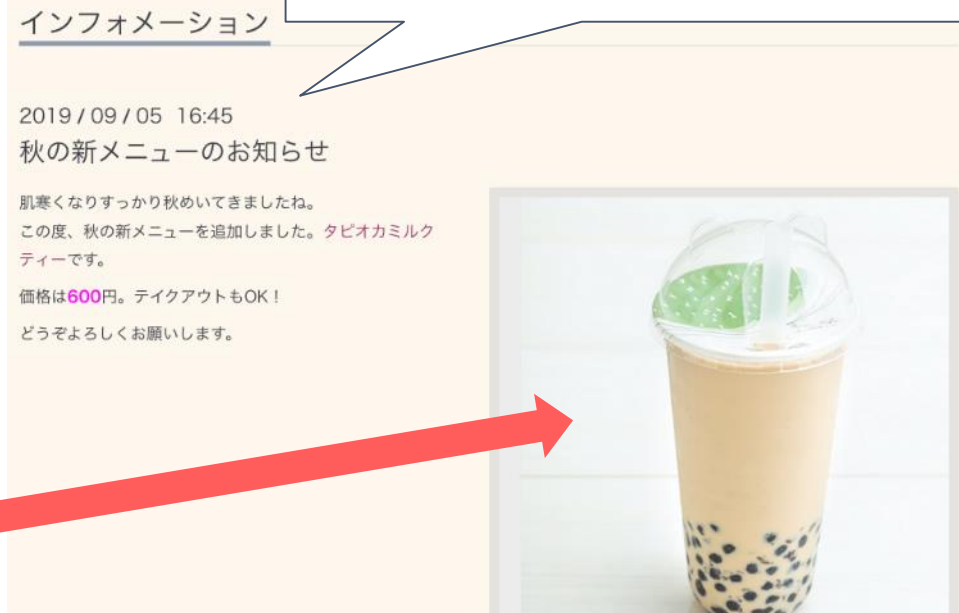 インフォメーション
2019 / 09 / 05 16:45
秋の新メニューのお知らせ
肌寒くなりすっかり秋めいてきましたね。
この度、秋の新メニューを追加しました。タピオカミルク
ティーです。
価格は600円。テイクアウトもOK！
どうぞよろしくお願いします。